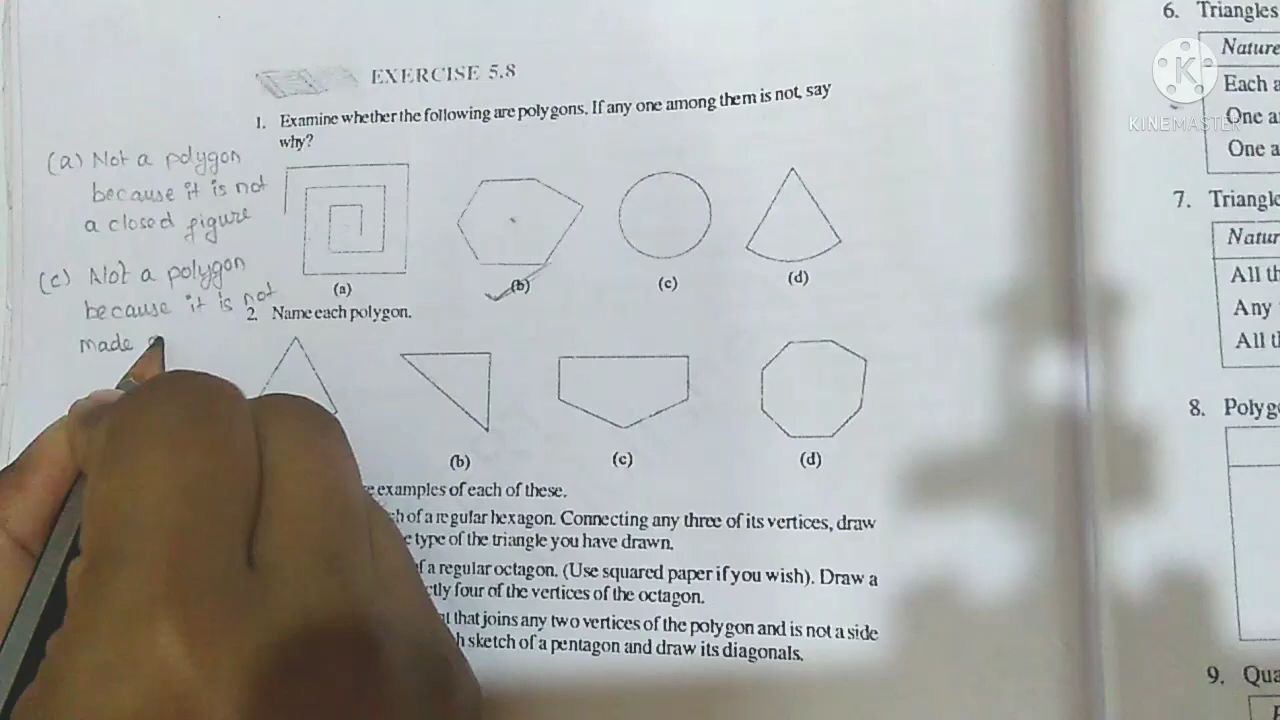 EXERCISE 5.8
1. Examine whether the following are polygons. If any one among them is not, say
why?
(a) Not a polygon
because it is not
a closed figure
(c) Not a polygon
because it is not
made
(a)
(b)
(c)
(d)
2. Name each polygon.
(b)
(c)
(d)
examples of each of these.
of a regular hexagon. Connecting any three of its vertices, draw
type of the triangle you have drawn.
a regular octagon. (Use squared paper if you wish). Draw a
four of the vertices of the octagon.
that joins any two vertices of the polygon and is not a side
sketch of a pentagon and draw its diagonals.
6. Triangles
Nature
Each a
One a
One a
7. Triangle
Natur
All th
Any
All t
8. Polyg
9. Qua
KINEMASTER